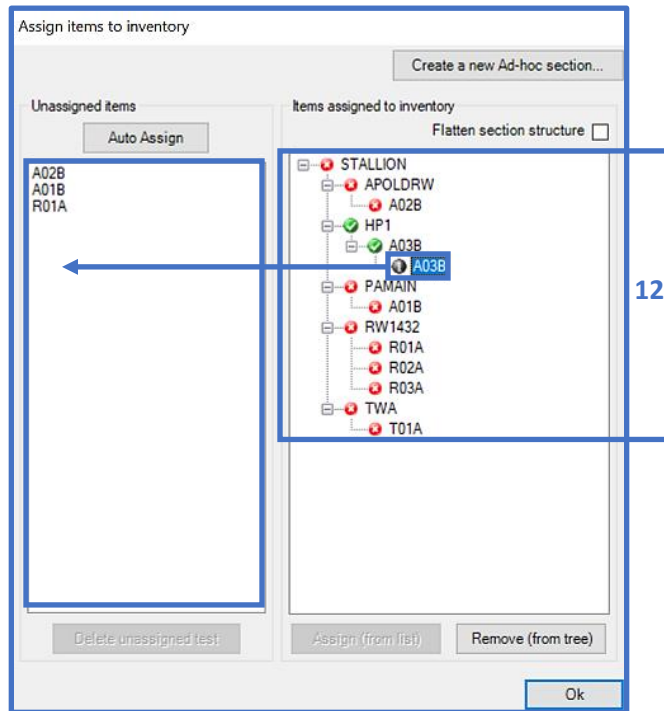 Assign items to inventory
Create a new Ad-hoc section...
Unassigned items
Auto Assign
A02B
A01B
R01A
Delete unassigned test
Items assigned to inventory
Flatten section structure
STALLION
APOLDRW
A02B
HP1
A03B
A03B
PAMAIN
A01B
RW1432
R01A
R02A
R03A
TWA
T01A
12
Assign (from list)
Remove (from tree)
Ok